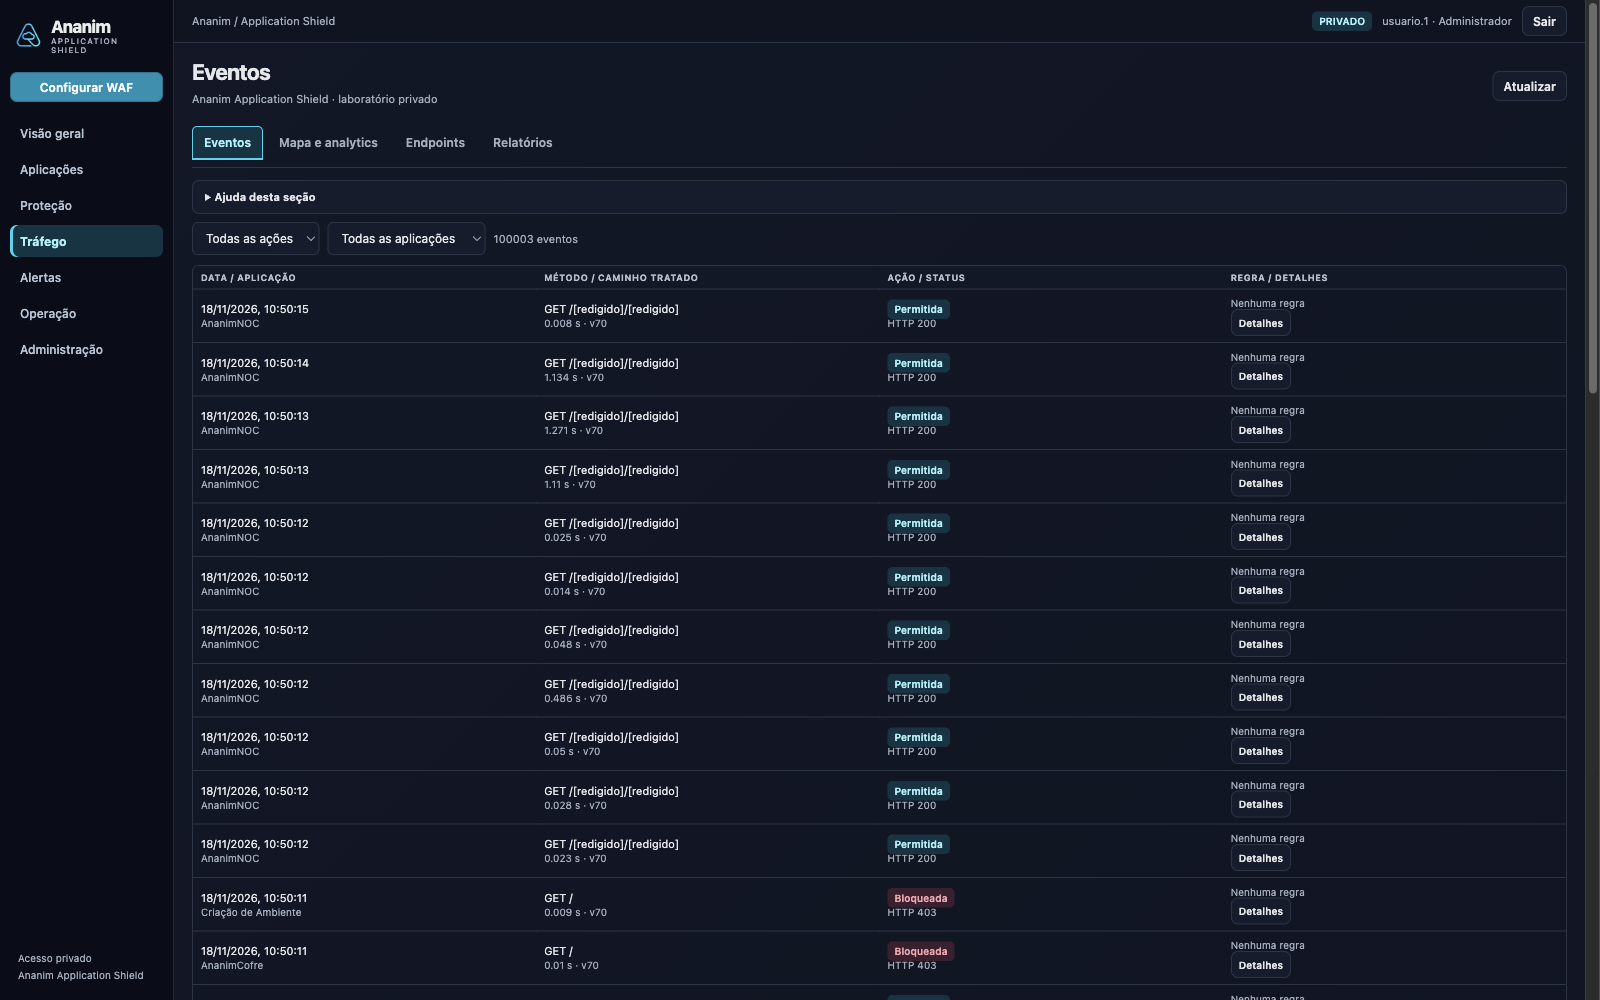 Ananim
APPLICATION
SHIELD
Configurar WAF
Visão geral
Aplicações
Proteção
Tráfego
Alertas
Operação
Administração
Acesso privado
Ananim Application Shield
Ananim / Application Shield
PRIVADO usuario.1 · Administrador Sair
Eventos
Ananim Application Shield · laboratório privado
Atualizar
Eventos Mapa e analytics Endpoints Relatórios
Ajuda desta seção
Todas as ações Todas as aplicações 100003 eventos
DATA / APLICAÇÃO MÉTODO / CAMINHO TRATADO AÇÃO / STATUS REGRA / DETALHES
18/11/2026, 10:50:15 GET /[redigido]/[redigido] Permitida Nenhuma regra
AnanimNOC 0.008 s · v70 HTTP 200 Detalhes
18/11/2026, 10:50:14 GET /[redigido]/[redigido] Permitida Nenhuma regra
AnanimNOC 1.134 s · v70 HTTP 200 Detalhes
18/11/2026, 10:50:13 GET /[redigido]/[redigido] Permitida Nenhuma regra
AnanimNOC 1.271 s · v70 HTTP 200 Detalhes
18/11/2026, 10:50:13 GET /[redigido]/[redigido] Permitida Nenhuma regra
AnanimNOC 1.11 s · v70 HTTP 200 Detalhes
18/11/2026, 10:50:12 GET /[redigido]/[redigido] Permitida Nenhuma regra
AnanimNOC 0.025 s · v70 HTTP 200 Detalhes
18/11/2026, 10:50:12 GET /[redigido]/[redigido] Permitida Nenhuma regra
AnanimNOC 0.014 s · v70 HTTP 200 Detalhes
18/11/2026, 10:50:12 GET /[redigido]/[redigido] Permitida Nenhuma regra
AnanimNOC 0.048 s · v70 HTTP 200 Detalhes
18/11/2026, 10:50:12 GET /[redigido]/[redigido] Permitida Nenhuma regra
AnanimNOC 0.486 s · v70 HTTP 200 Detalhes
18/11/2026, 10:50:12 GET /[redigido]/[redigido] Permitida Nenhuma regra
AnanimNOC 0.05 s · v70 HTTP 200 Detalhes
18/11/2026, 10:50:12 GET /[redigido]/[redigido] Permitida Nenhuma regra
AnanimNOC 0.028 s · v70 HTTP 200 Detalhes
18/11/2026, 10:50:12 GET /[redigido]/[redigido] Permitida Nenhuma regra
AnanimNOC 0.023 s · v70 HTTP 200 Detalhes
18/11/2026, 10:50:11 GET / Bloqueada Nenhuma regra
Criação de Ambiente 0.009 s · v70 HTTP 403 Detalhes
18/11/2026, 10:50:11 GET / Bloqueada Nenhuma regra
AnanimCofre 0.01 s · v70 HTTP 403 Detalhes
Nenhuma regra